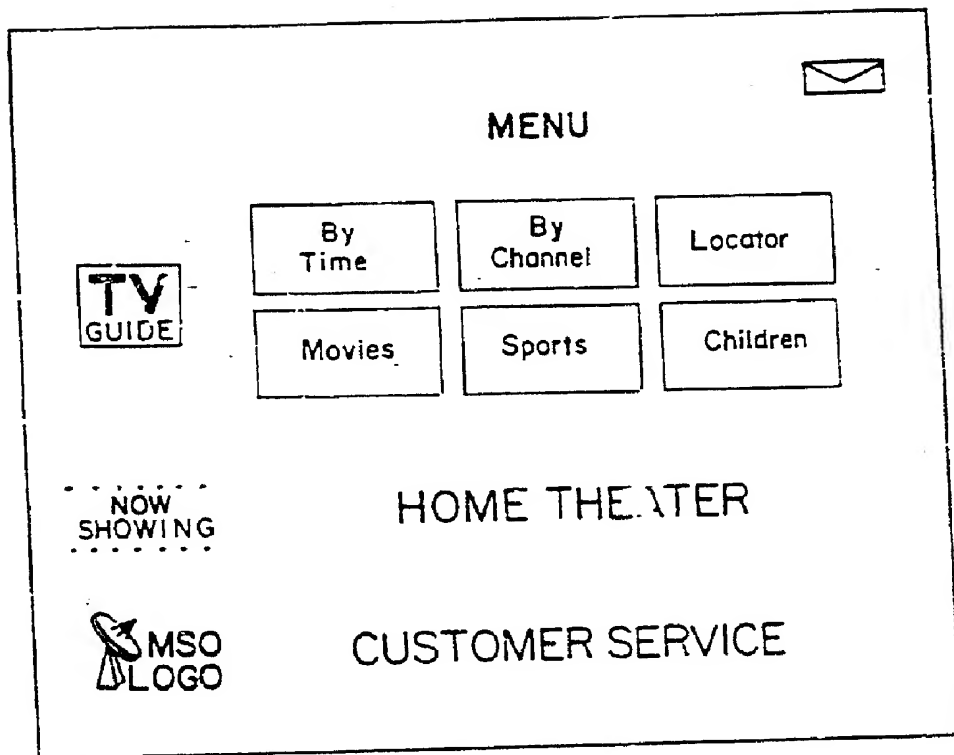 MENU
By
Time
By
Channel
Locator
TV
GUIDE
Movies
Sports
Children
NOW
SHOWING
HOME THEATER
MSO
LOGO
CUSTOMER SERVICE